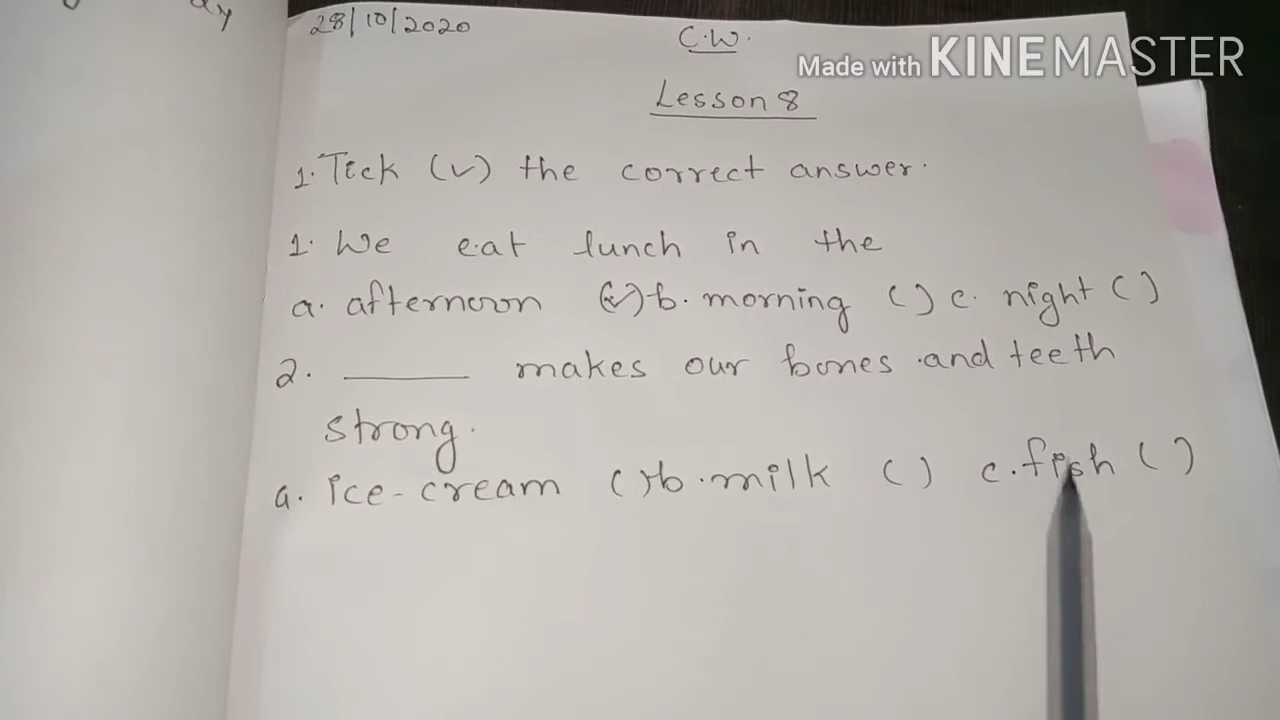 ay
28/10/2020
C.W.
Made with KINEMASTER
Lesson 8
1. Tick (✓) the correct answer.
1. We eat lunch in the
a. afternoon (✓) b. morning ( ) c. night ( )
2. ______ makes our bones and teeth
strong.
a. ice-cream ( ) b. milk ( ) c. fish ( )